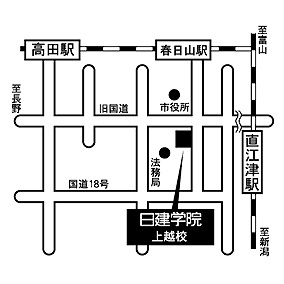 至富山
高田駅
春日山駅
至長野
市役所
旧国道
直江津駅
法務局
国道18号
日建学院
上越校
至新潟